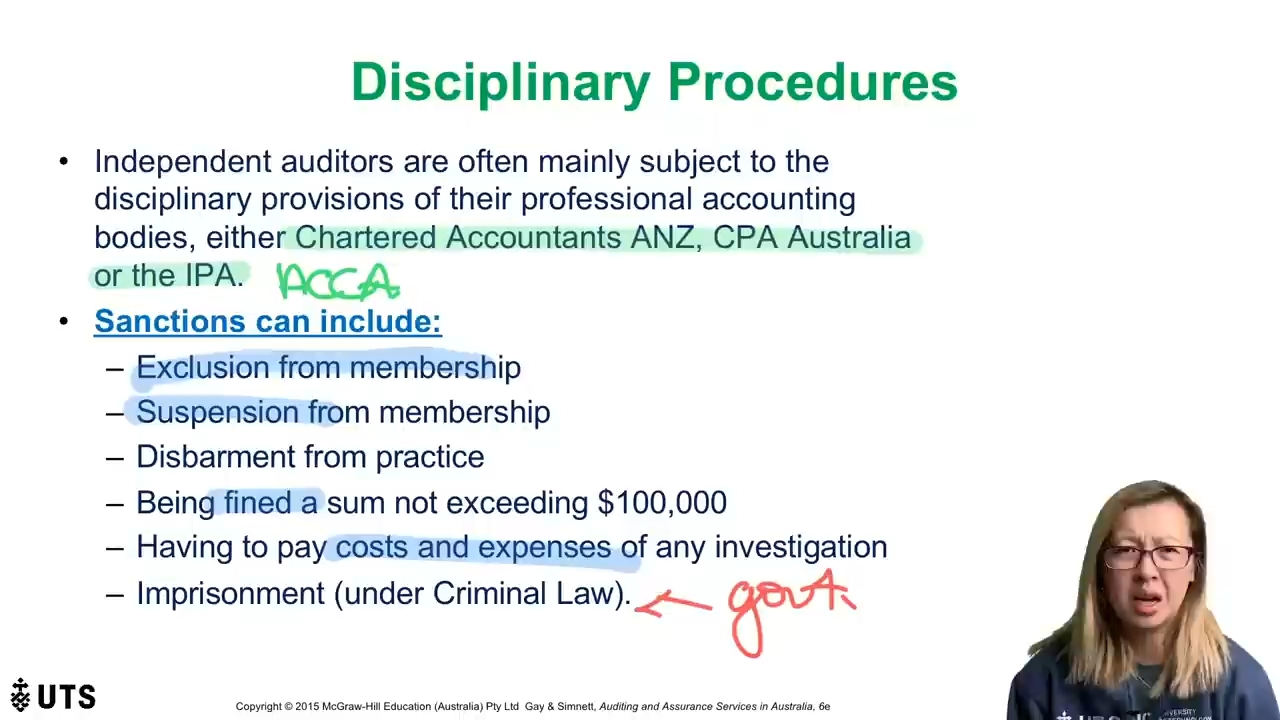 Disciplinary Procedures
• Independent auditors are often mainly subject to the
disciplinary provisions of their professional accounting
bodies, either Chartered Accountants ANZ, CPA Australia
or the IPA. ACCA
• Sanctions can include:
– Exclusion from membership
– Suspension from membership
– Disbarment from practice
– Being fined a sum not exceeding $100,000
– Having to pay costs and expenses of any investigation
– Imprisonment (under Criminal Law). ← govt.
UTS
Copyright © 2015 McGraw-Hill Education (Australia) Pty Ltd Gay & Simnett, Auditing and Assurance Services in Australia, 6e